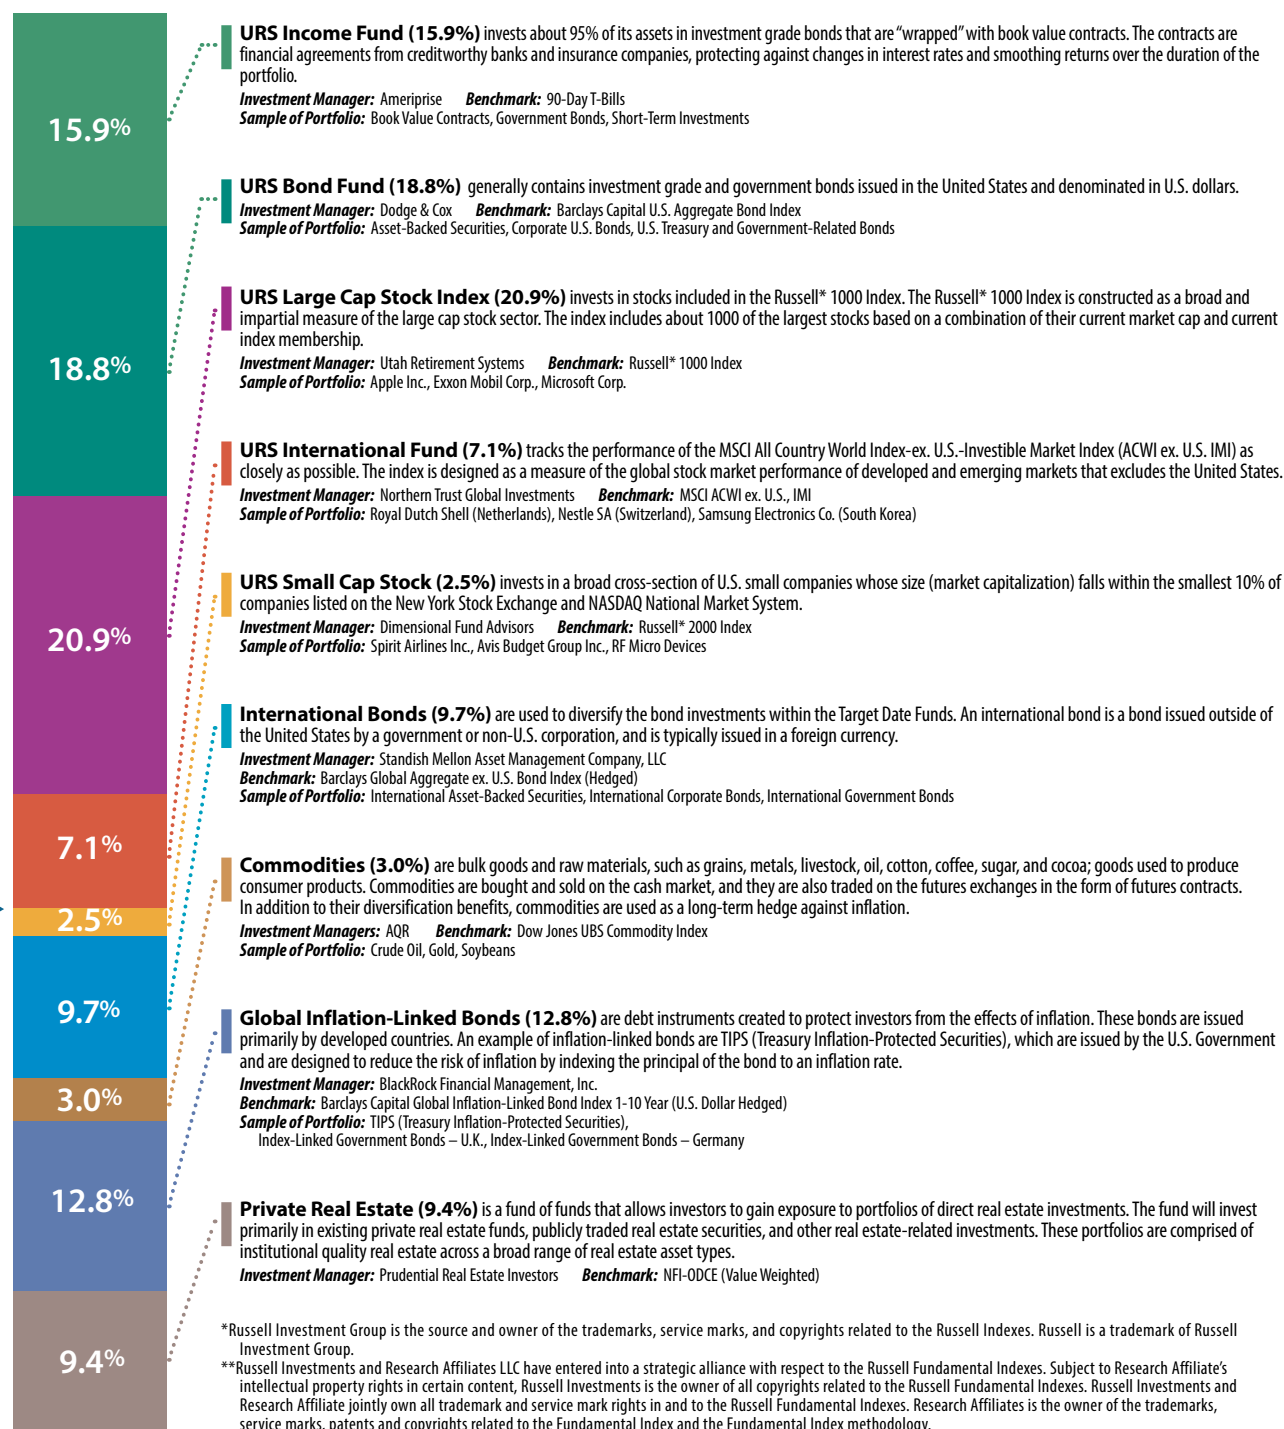 15.9%
18.8%
20.9%
7.1%
2.5%
9.7%
3.0%
12.8%
9.4%
URS Income Fund (15.9%) invests about 95% of its assets in investment grade bonds that are “wrapped” with book value contracts. The contracts are
financial agreements from creditworthy banks and insurance companies, protecting against changes in interest rates and smoothing returns over the duration of the
portfolio.
Investment Manager: Ameriprise Benchmark: 90-Day T-Bills
Sample of Portfolio: Book Value Contracts, Government Bonds, Short-Term Investments
URS Bond Fund (18.8%) generally contains investment grade and government bonds issued in the United States and denominated in U.S. dollars.
Investment Manager: Dodge & Cox Benchmark: Barclays Capital U.S. Aggregate Bond Index
Sample of Portfolio: Asset-Backed Securities, Corporate U.S. Bonds, U.S. Treasury and Government-Related Bonds
URS Large Cap Stock Index (20.9%) invests in stocks included in the Russell* 1000 Index. The Russell* 1000 Index is constructed as a broad and
impartial measure of the large cap stock sector. The index includes about 1000 of the largest stocks based on a combination of their current market cap and current
index membership.
Investment Manager: Utah Retirement Systems Benchmark: Russell* 1000 Index
Sample of Portfolio: Apple Inc., Exxon Mobil Corp., Microsoft Corp.
URS International Fund (7.1%) tracks the performance of the MSCI All Country World Index-ex. U.S.-Investible Market Index (ACWI ex. U.S. IMI) as
closely as possible. The index is designed as a measure of the global stock market performance of developed and emerging markets that excludes the United States.
Investment Manager: Northern Trust Global Investments Benchmark: MSCI ACWI ex. U.S., IMI
Sample of Portfolio: Royal Dutch Shell (Netherlands), Nestle SA (Switzerland), Samsung Electronics Co. (South Korea)
URS Small Cap Stock (2.5%) invests in a broad cross-section of U.S. small companies whose size (market capitalization) falls within the smallest 10% of
companies listed on the New York Stock Exchange and NASDAQ National Market System.
Investment Manager: Dimensional Fund Advisors Benchmark: Russell* 2000 Index
Sample of Portfolio: Spirit Airlines Inc., Avis Budget Group Inc., RF Micro Devices
International Bonds (9.7%) are used to diversify the bond investments within the Target Date Funds. An international bond is a bond issued outside of
the United States by a government or non-U.S. corporation, and is typically issued in a foreign currency.
Investment Manager: Standish Mellon Asset Management Company, LLC
Benchmark: Barclays Global Aggregate ex. U.S. Bond Index (Hedged)
Sample of Portfolio: International Asset-Backed Securities, International Corporate Bonds, International Government Bonds
Commodities (3.0%) are bulk goods and raw materials, such as grains, metals, livestock, oil, cotton, coffee, sugar, and cocoa; goods used to produce
consumer products. Commodities are bought and sold on the cash market, and they are also traded on the futures exchanges in the form of futures contracts.
In addition to their diversification benefits, commodities are used as a long-term hedge against inflation.
Investment Managers: AQR Benchmark: Dow Jones UBS Commodity Index
Sample of Portfolio: Crude Oil, Gold, Soybeans
Global Inflation-Linked Bonds (12.8%) are debt instruments created to protect investors from the effects of inflation. These bonds are issued
primarily by developed countries. An example of inflation-linked bonds are TIPS (Treasury Inflation-Protected Securities), which are issued by the U.S. Government
and are designed to reduce the risk of inflation by indexing the principal of the bond to an inflation rate.
Investment Manager: BlackRock Financial Management, Inc.
Benchmark: Barclays Capital Global Inflation-Linked Bond Index 1-10 Year (U.S. Dollar Hedged)
Sample of Portfolio: TIPS (Treasury Inflation-Protected Securities),
Index-Linked Government Bonds – U.K., Index-Linked Government Bonds – Germany
Private Real Estate (9.4%) is a fund of funds that allows investors to gain exposure to portfolios of direct real estate investments. The fund will invest
primarily in existing private real estate funds, publicly traded real estate securities, and other real estate-related investments. These portfolios are comprised of
institutional quality real estate across a broad range of real estate asset types.
Investment Manager: Prudential Real Estate Investors Benchmark: NFI-ODCE (Value Weighted)
*Russell Investment Group is the source and owner of the trademarks, service marks, and copyrights related to the Russell Indexes. Russell is a trademark of Russell
Investment Group.
**Russell Investments and Research Affiliates LLC have entered into a strategic alliance with respect to the Russell Fundamental Indexes. Subject to Research Affiliate’s
intellectual property rights in certain content, Russell Investments is the owner of all copyrights related to the Russell Fundamental Indexes. Russell Investments and
Research Affiliate jointly own all trademark and service mark rights in and to the Russell Fundamental Indexes. Research Affiliates is the owner of the trademarks,
service marks, patents and copyrights related to the Fundamental Index and the Fundamental Index methodology.